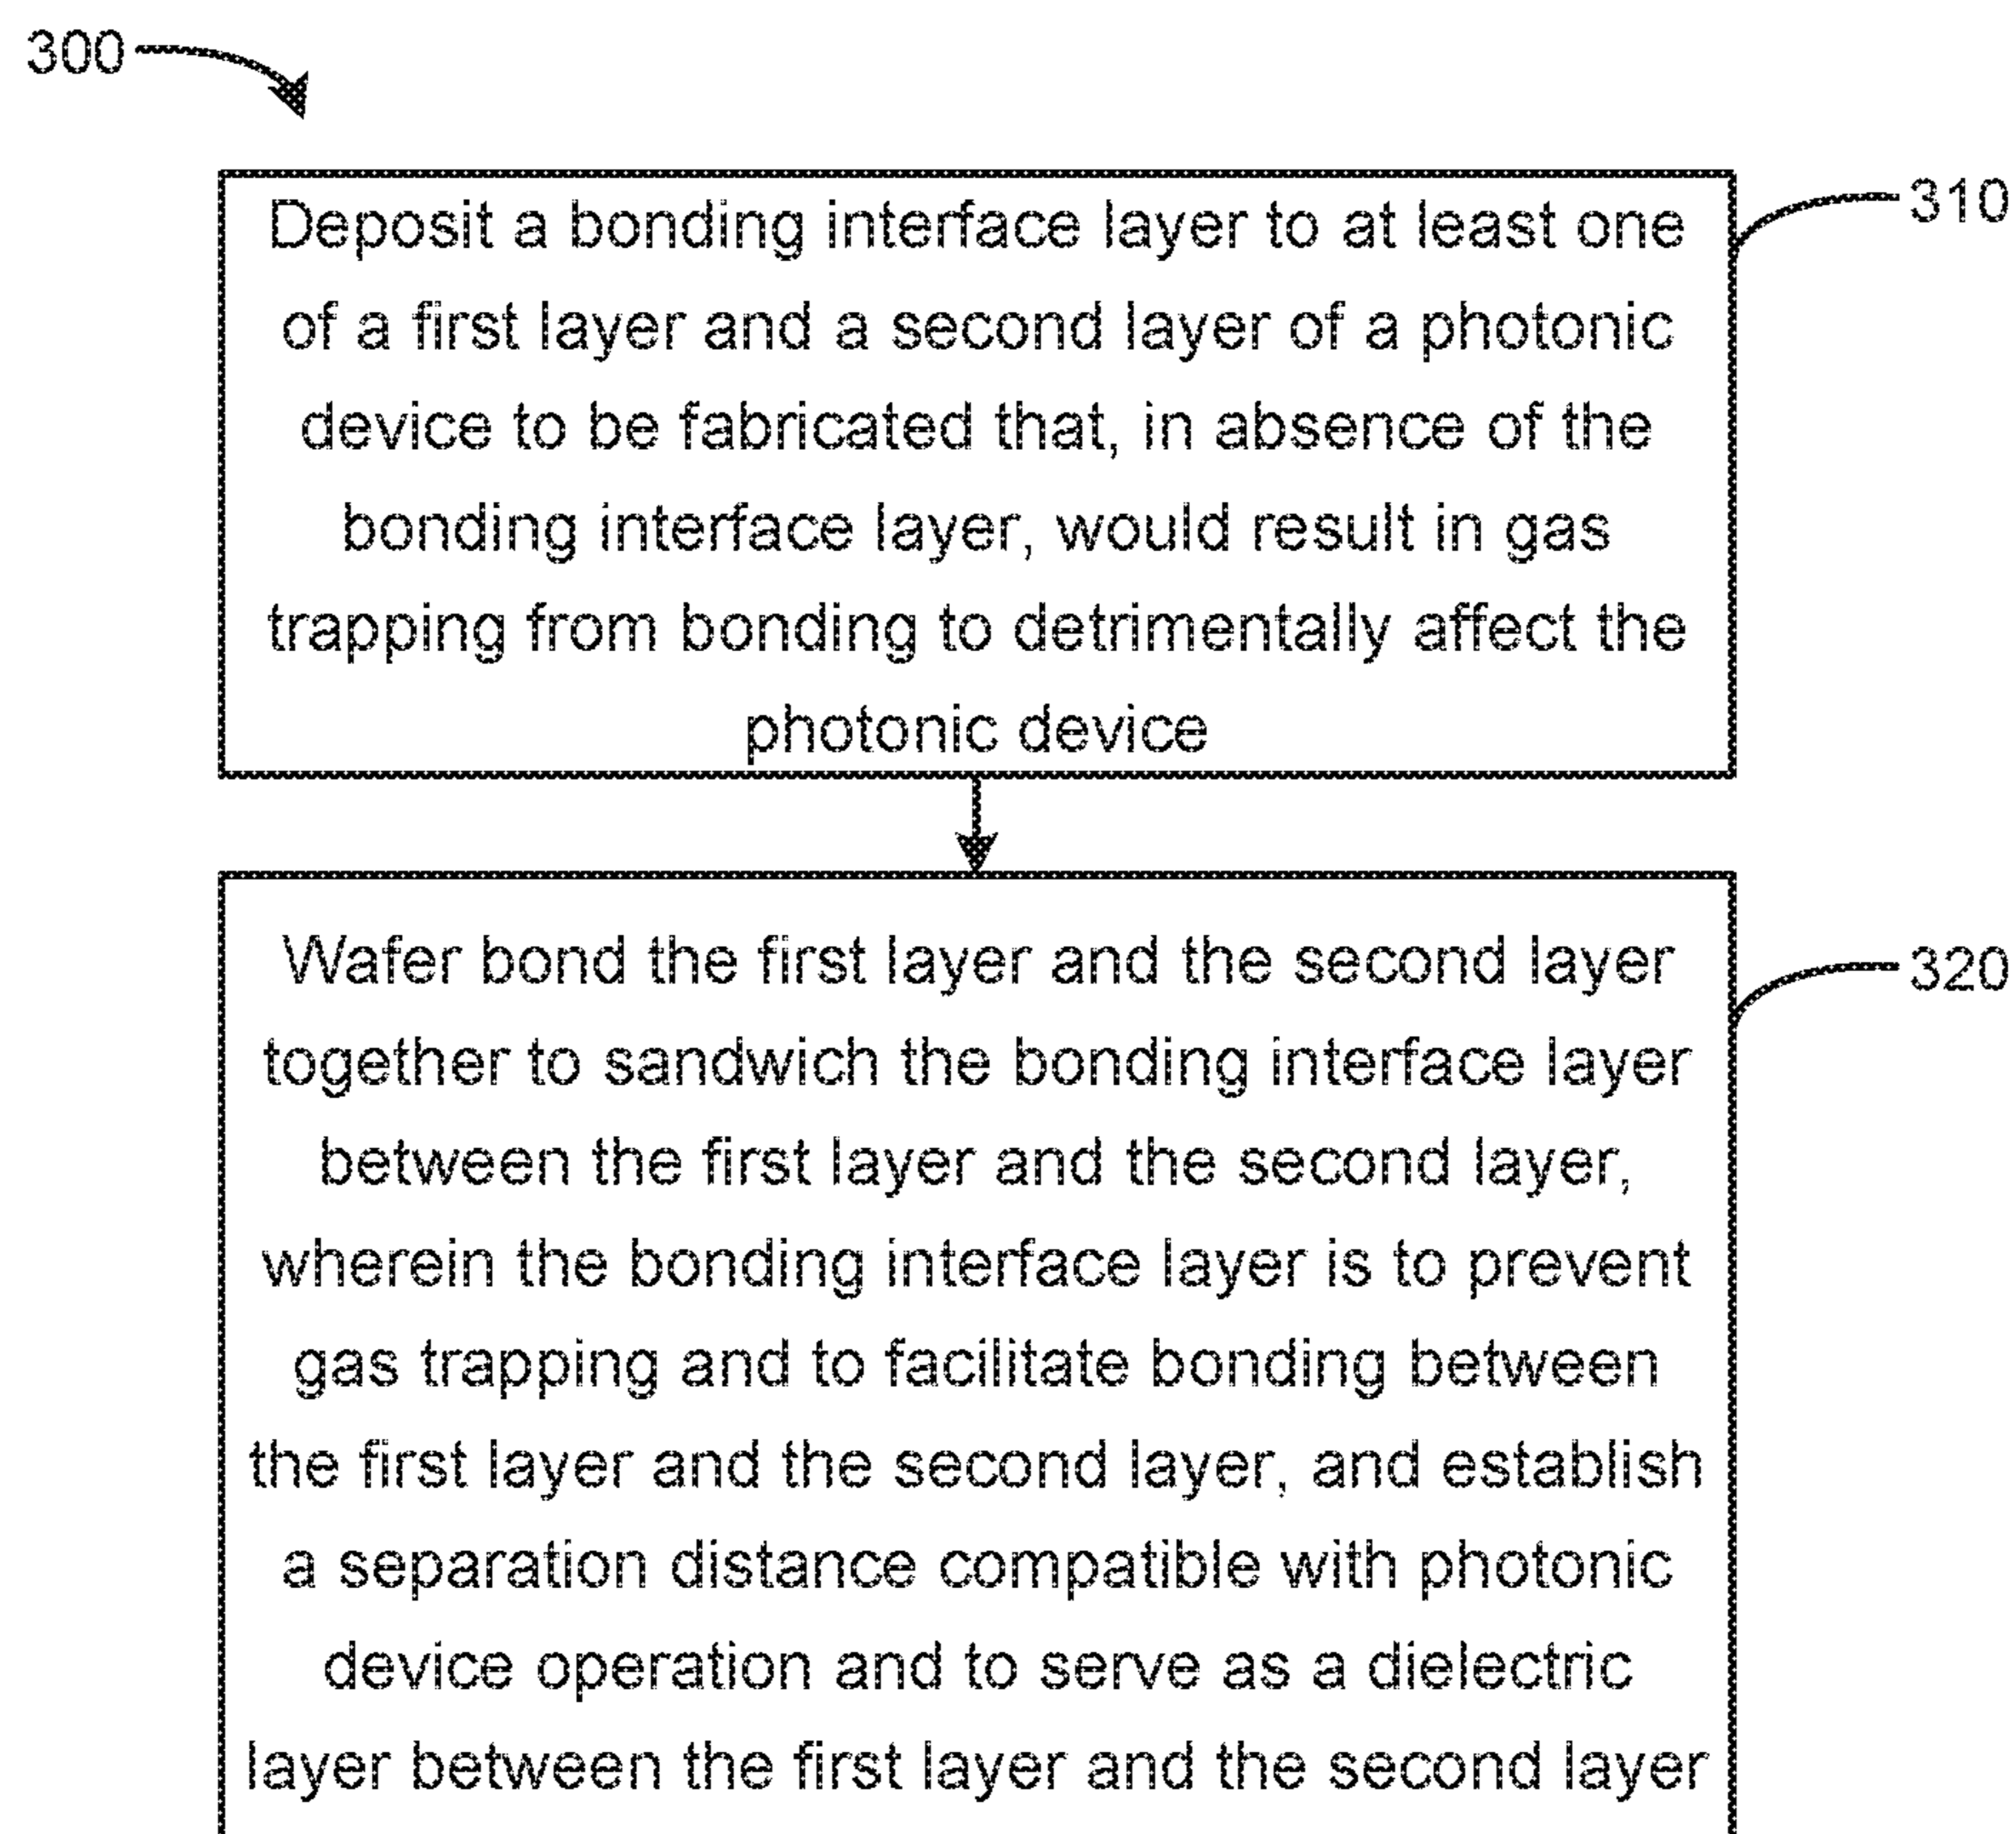 300
310
Deposit a bonding interface layer to at least one
of a first layer and a second layer of a photonic
device to be fabricated that, in absence of the
bonding interface layer, would result in gas
trapping from bonding to detrimentally affect the
photonic device
320
Wafer bond the first layer and the second layer
together to sandwich the bonding interface layer
between the first layer and the second layer,
wherein the bonding interface layer is to prevent
gas trapping and to facilitate bonding between
the first layer and the second layer, and establish
a separation distance compatible with photonic
device operation and to serve as a dielectric
layer between the first layer and the second layer